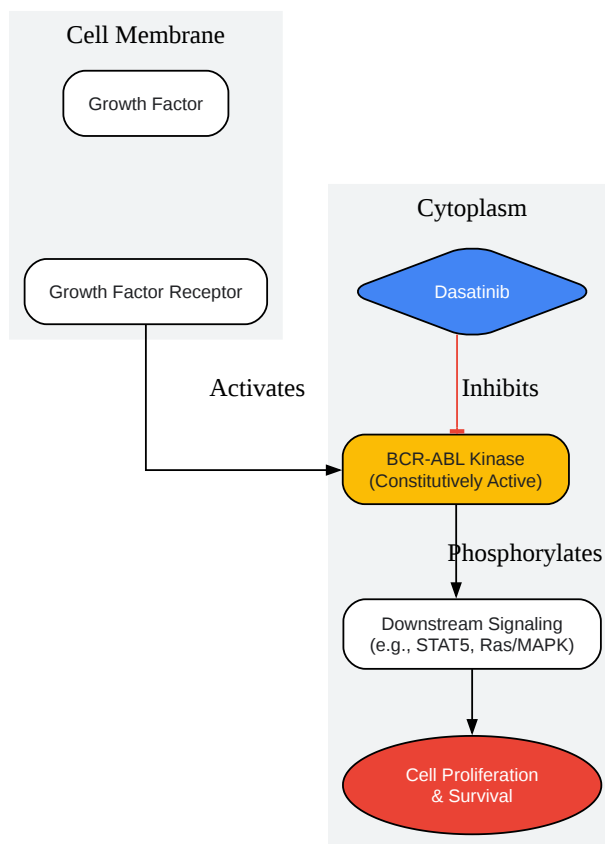 Cell Membrane
Growth Factor
Growth Factor Receptor
Cytoplasm
Dasatinib
Activates
Inhibits
BCR-ABL Kinase
(Constitutively Active)
Phosphorylates
Downstream Signaling
(e.g., STAT5, Ras/MAPK)
Cell Proliferation
& Survival